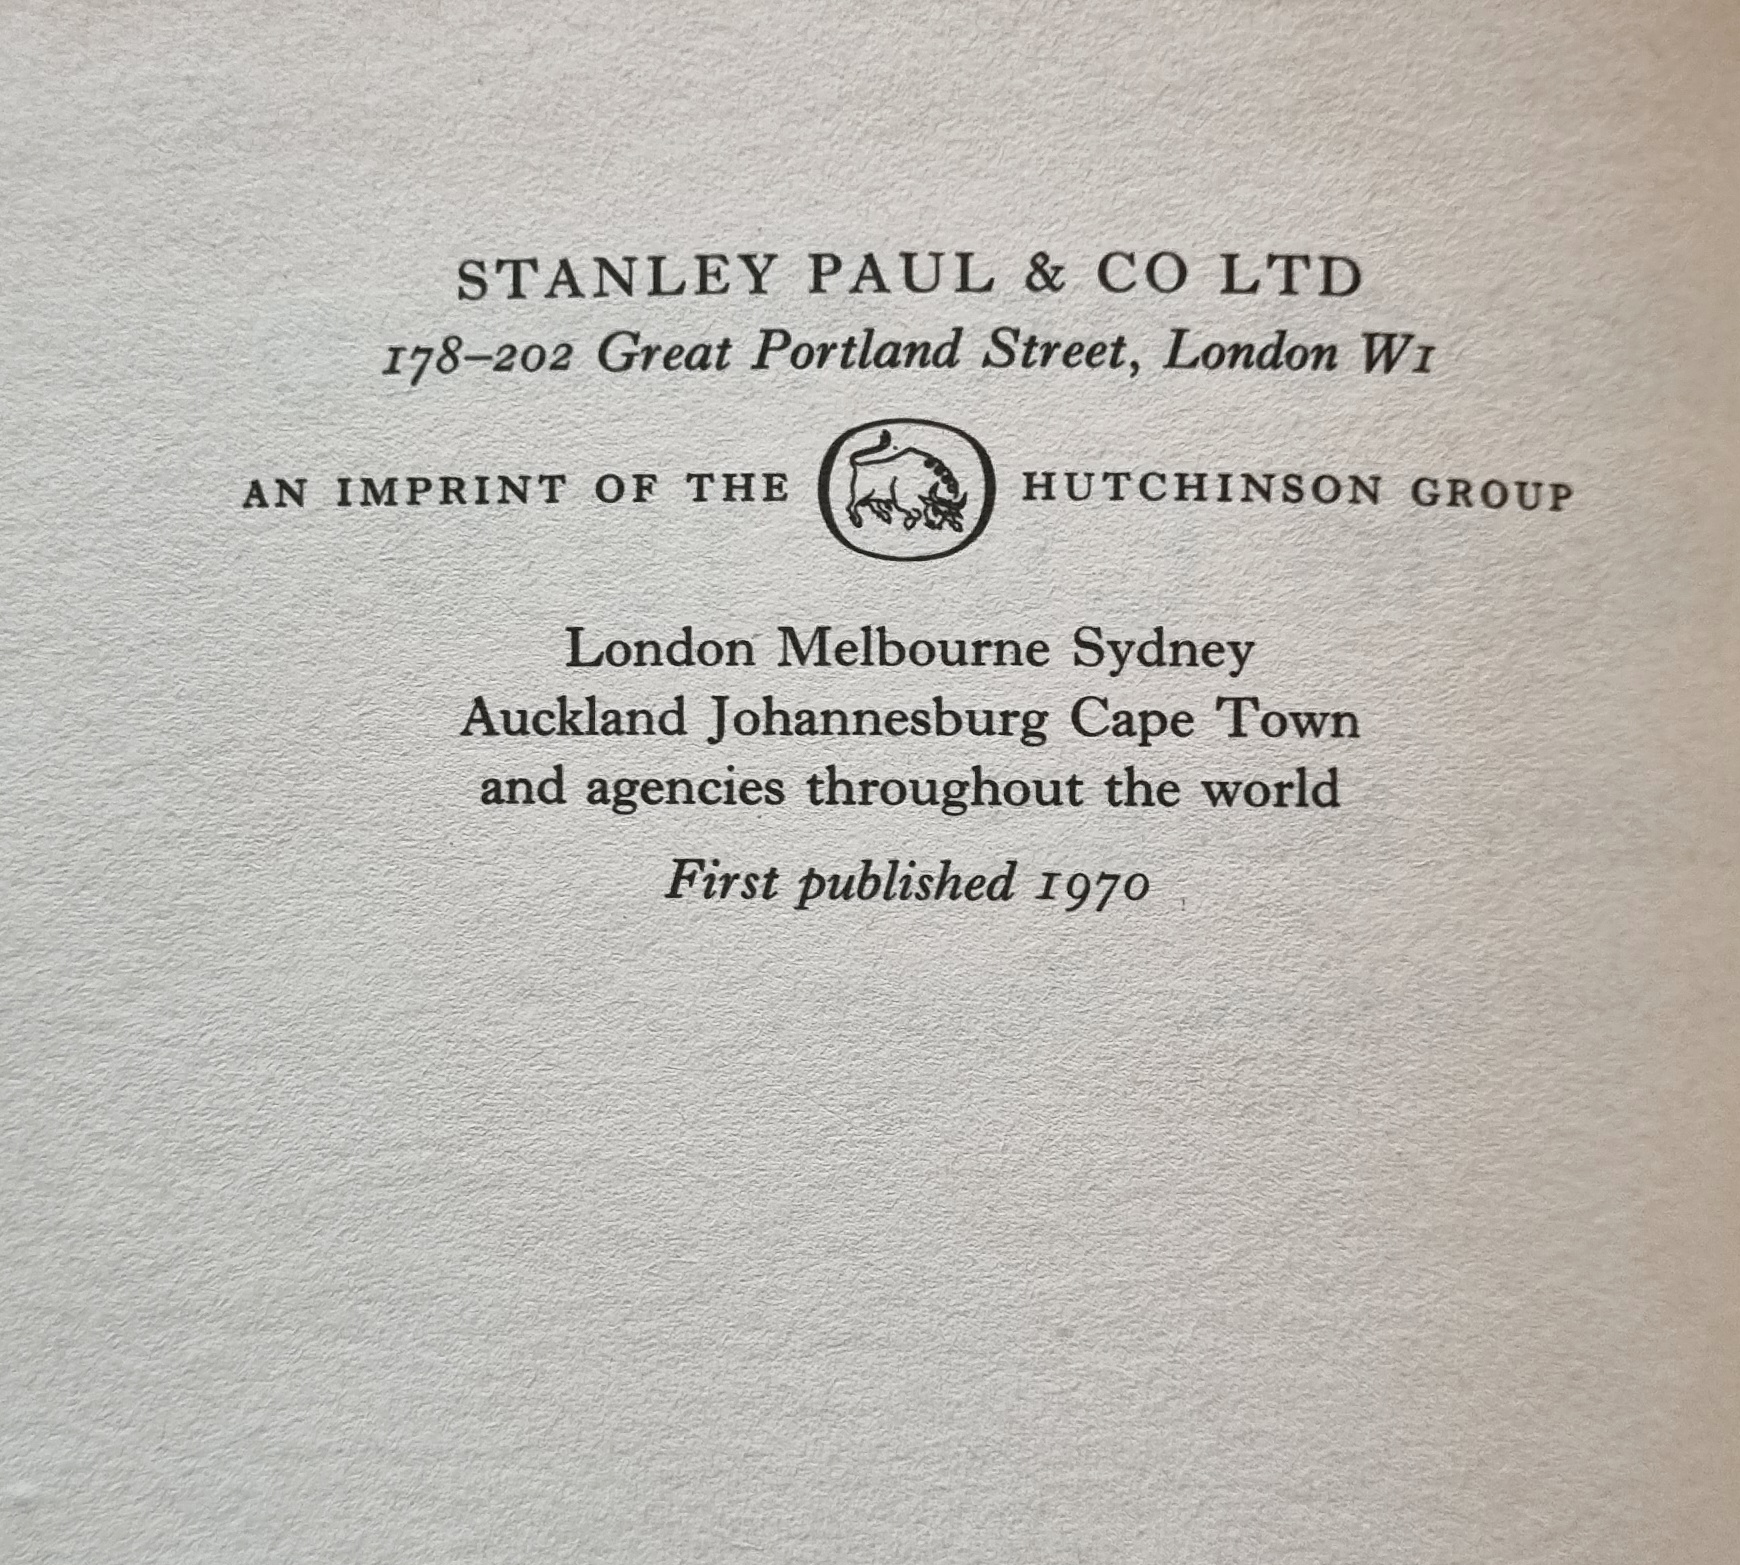 STANLEY PAUL & CO LTD
178–202 Great Portland Street, London W1
AN IMPRINT OF THE HUTCHINSON GROUP
London Melbourne Sydney
Auckland Johannesburg Cape Town
and agencies throughout the world
First published 1970